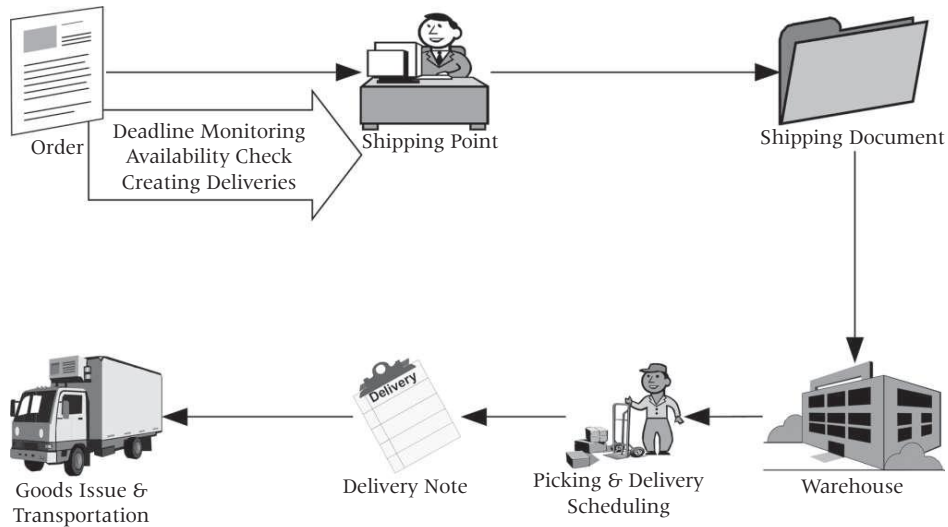 Order
Deadline Monitoring
Availability Check
Creating Deliveries
Shipping Point
Shipping Document
Warehouse
Picking & Delivery
Scheduling
Delivery
Delivery Note
Goods Issue &
Transportation